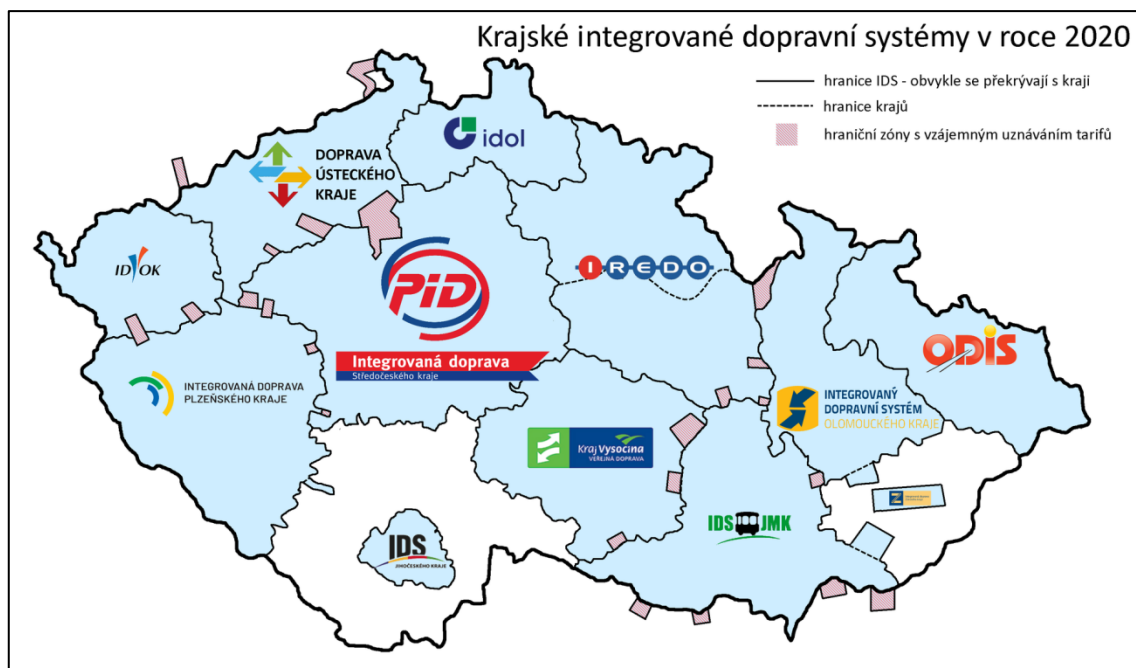 Krajské integrované dopravní systémy v roce 2020
hranice IDS - obvykle se překrývají s kraji
hranice krajů
hraniční zóny s vzájemným uznáváním tarifů
idol
DOPRAVA
ÚSTECKÉHO
KRAJE
IDOK
PID
IREDO
Integrovaná doprava
Středočeského kraje
ODIS
INTEGROVANÁ DOPRAVA
PLZEŇSKÉHO KRAJE
INTEGROVANÝ
DOPRAVNÍ SYSTÉM
OLOMOUCKÉHO KRAJE
Kraj Vysočina
VEŘEJNÁ DOPRAVA
Z
IDS JMK
IDS
JIHOČESKÉHO KRAJE